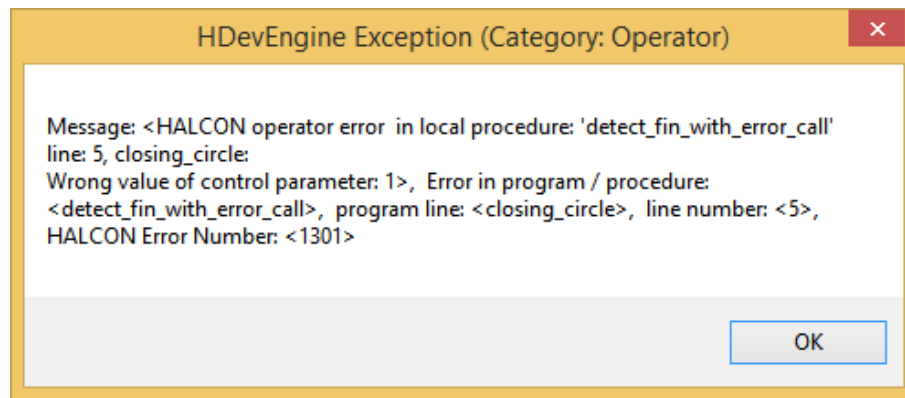 HDevEngine Exception (Category: Operator)
Message: <HALCON operator error  in local procedure: 'detect_fin_with_error_call'
line: 5, closing_circle:
Wrong value of control parameter: 1>,  Error in program / procedure:
<detect_fin_with_error_call>,  program line: <closing_circle>,  line number: <5>,
HALCON Error Number: <1301>
OK